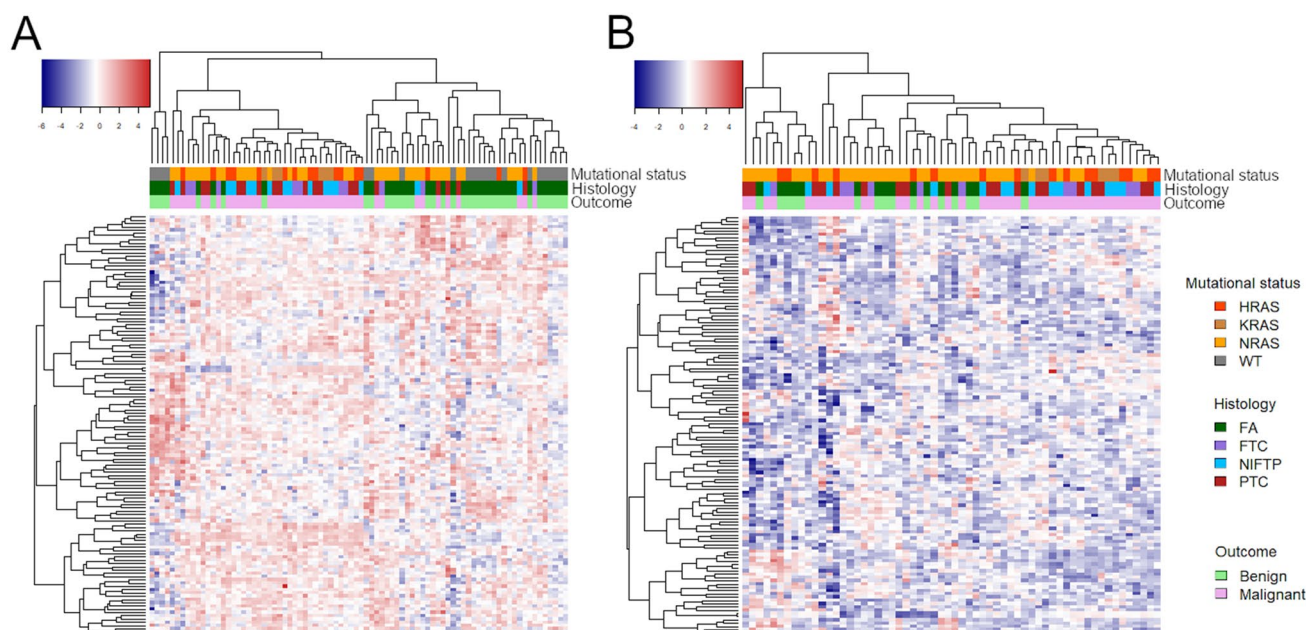 A
-6 -4 -2 0 2 4
Mutational status
Histology
Outcome
B
-4 -2 0 2 4
Mutational status
Histology
Outcome
Mutational status
HRAS
KRAS
NRAS
WT
Histology
FA
FTC
NIFTP
PTC
Outcome
Benign
Malignant